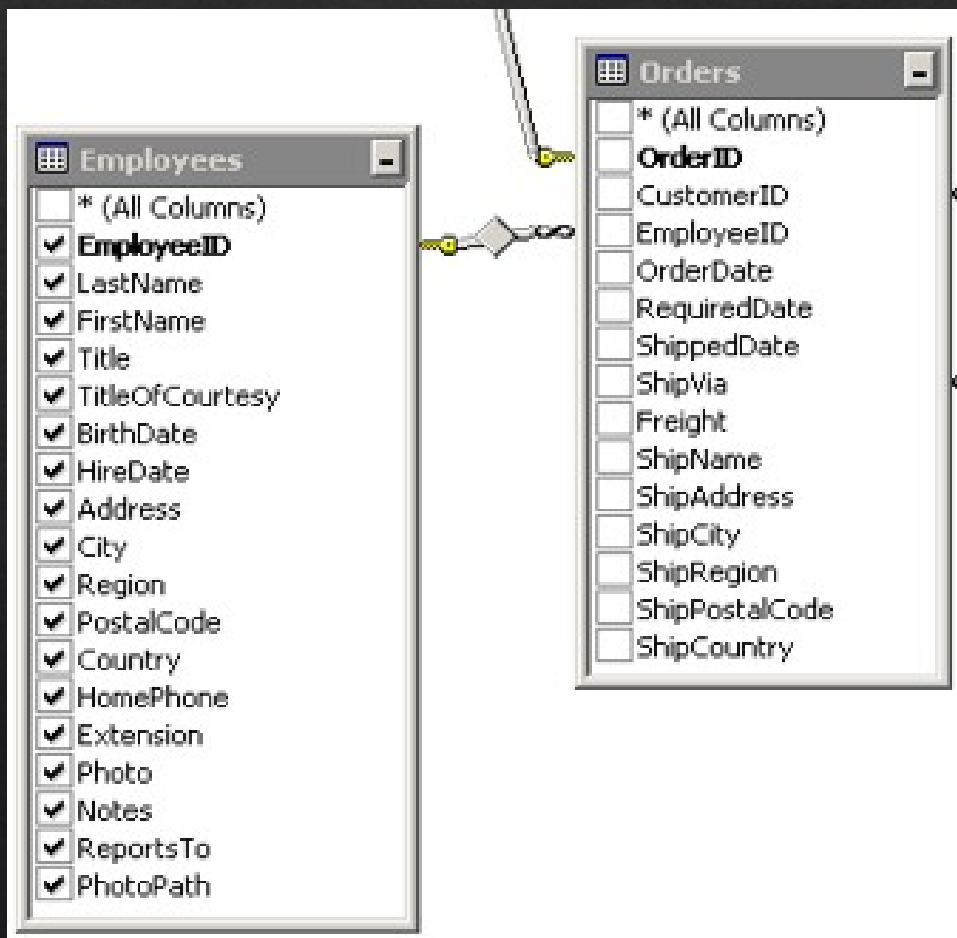 Employees
* (All Columns)
EmployeeID
LastName
FirstName
Title
TitleOfCourtesy
BirthDate
HireDate
Address
City
Region
PostalCode
Country
HomePhone
Extension
Photo
Notes
ReportsTo
PhotoPath
Orders
* (All Columns)
OrderID
CustomerID
EmployeeID
OrderDate
RequiredDate
ShippedDate
ShipVia
Freight
ShipName
ShipAddress
ShipCity
ShipRegion
ShipPostalCode
ShipCountry